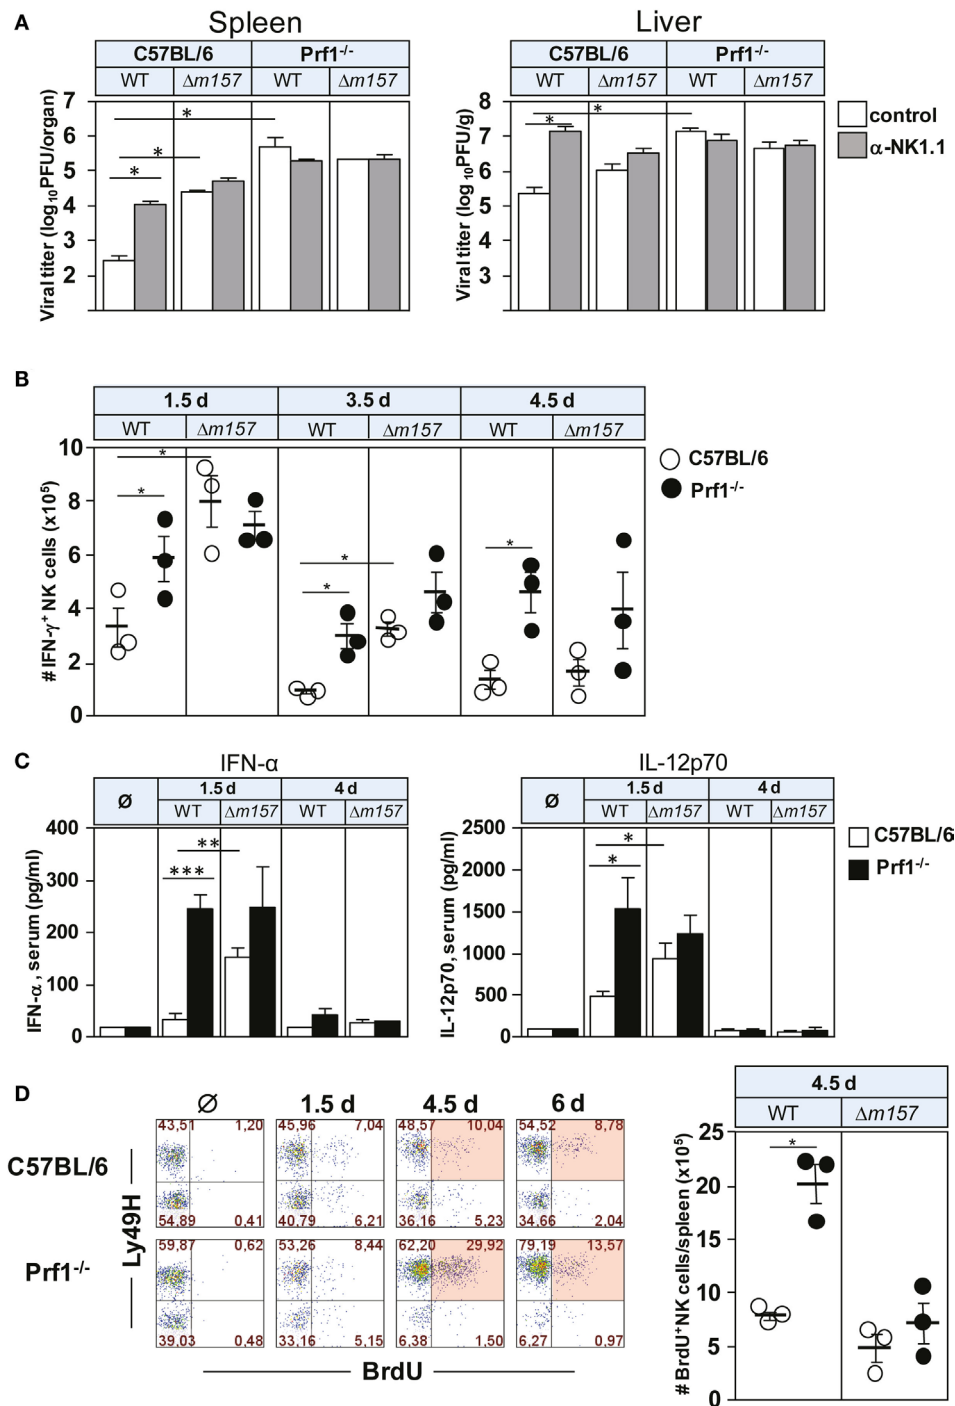 A
Spleen
Liver
C57BL/6
Prf1-/-
WT
Δm157
WT
Δm157
C57BL/6
Prf1-/-
WT
Δm157
WT
Δm157
Viral titer (log10PFU/organ)
7
6
5
4
3
2
*
*
*
Viral titer (log10PFU/g)
8
7
6
5
4
3
*
*
control
α-NK1.1
B
1.5 d
3.5 d
4.5 d
WT
Δm157
WT
Δm157
WT
Δm157
# IFN-γ+ NK cells (x10^5)
10
8
6
4
2
0
*
*
*
*
*
C57BL/6
Prf1-/-
C
IFN-α
IL-12p70
Ø
1.5 d
4 d
WT
Δm157
WT
Δm157
Ø
1.5 d
4 d
WT
Δm157
WT
Δm157
IFN-α, serum (pg/ml)
400
300
200
100
0
**
***
IL-12p70, serum (pg/ml)
2500
2000
1500
1000
500
0
*
*
C57BL/6
Prf1-/-
D
Ø
1.5 d
4.5 d
6 d
C57BL/6
Prf1-/-
Ly49H
BrdU
43,51 1,20
54,89 0,41
45,96 7,04
40,79 6,21
48,57 10,04
36,16 5,23
54,52 8,78
34,66 2,04
59,87 0,62
39,03 0,48
53,26 8,44
33,16 5,15
62,20 29,92
6,38 1,50
79,19 13,57
6,27 0,97
4.5 d
WT
Δm157
# BrdU+NK cells/spleen (x10^5)
25
20
15
10
5
0
*